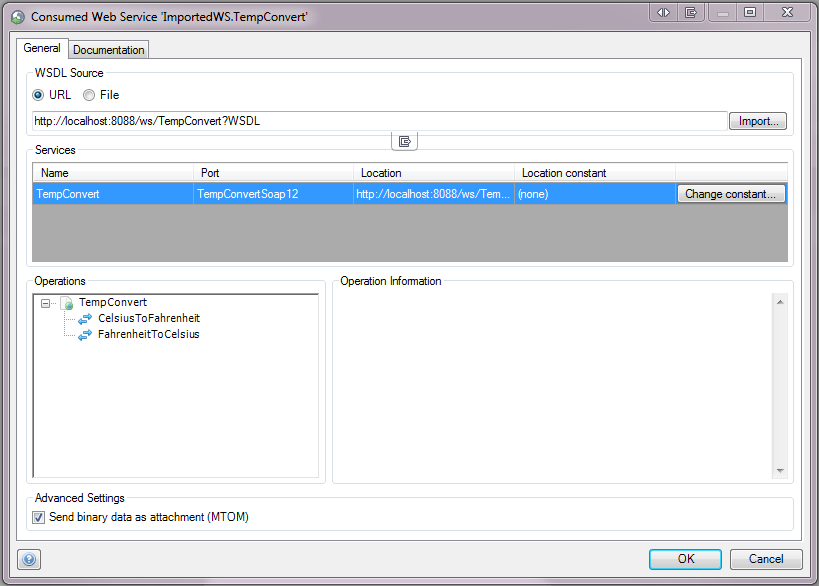 Consumed Web Service 'ImportedWS.TempConvert'
General Documentation
WSDL Source
URL File
http://localhost:8088/ws/TempConvert?WSDL Import...
Services
Name Port Location Location constant
TempConvert TempConvertSoap12 http://localhost:8088/ws/Tem... (none) Change constant...
Operations Operation Information
TempConvert
CelsiusToFahrenheit
FahrenheitToCelsius
Advanced Settings
Send binary data as attachment (MTOM)
? OK Cancel